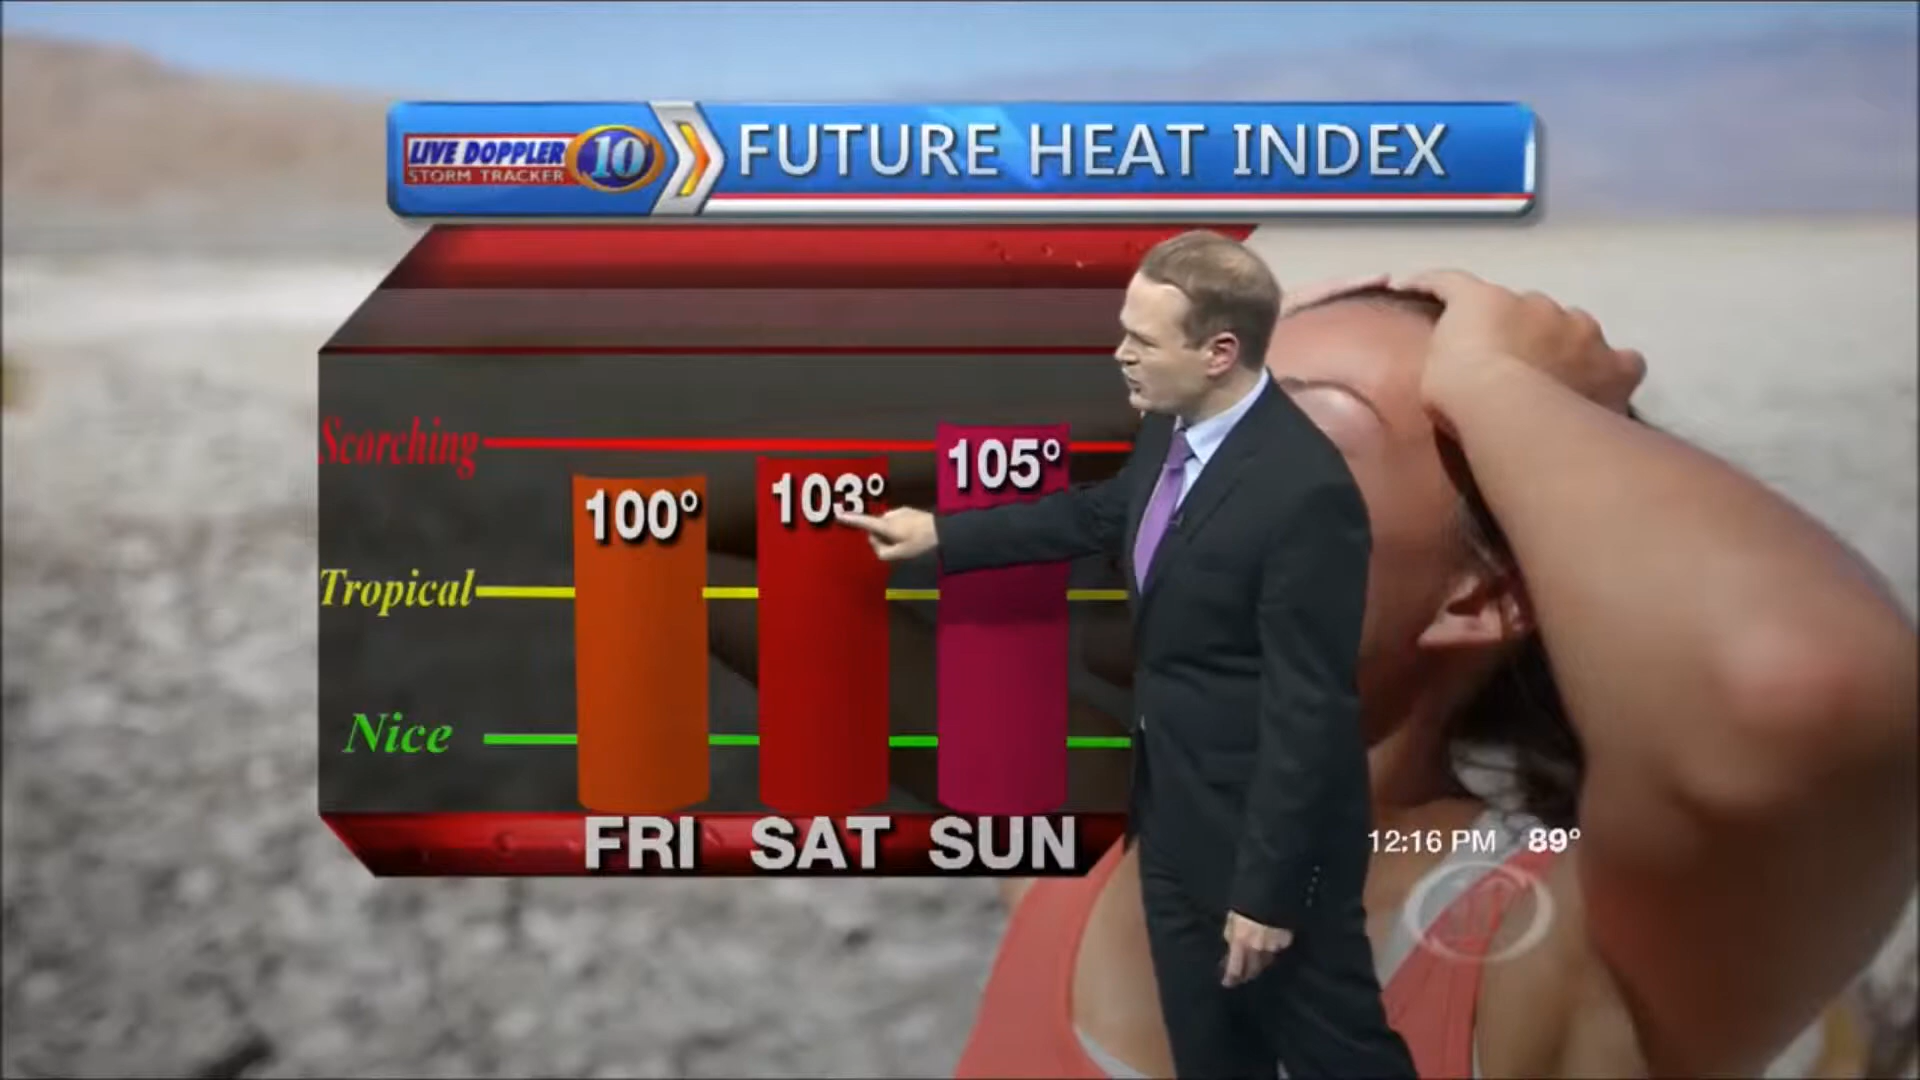 LIVE DOPPLER 10
STORM TRACKER
FUTURE HEAT INDEX
Scorching
Tropical
Nice
100°
103°
105°
FRI SAT SUN
12:16 PM 89°
10